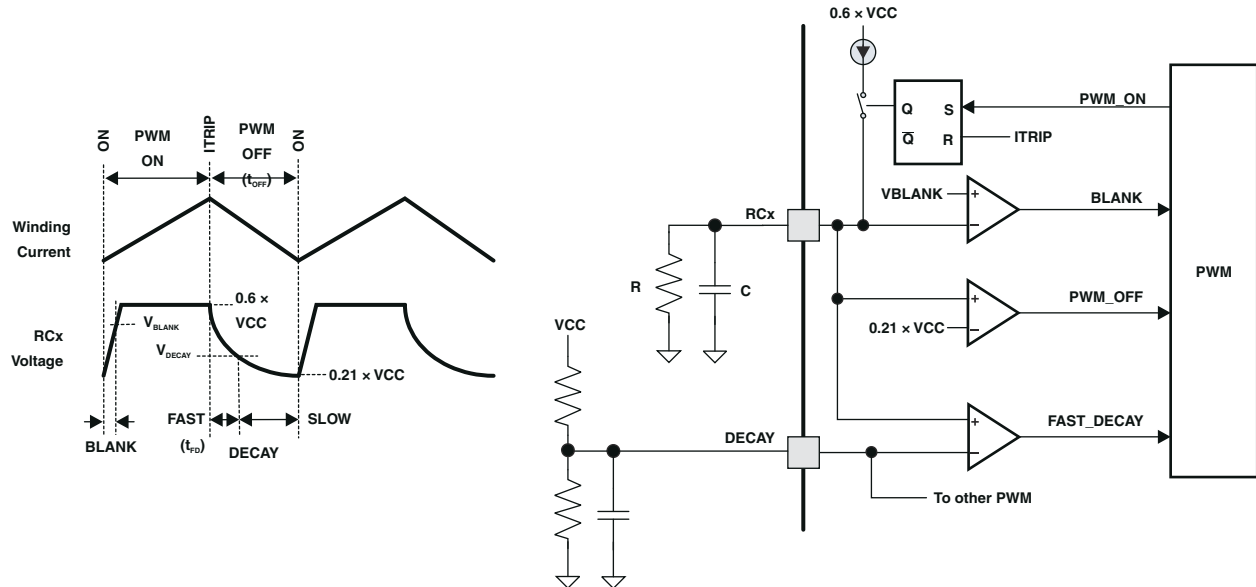 ON
PWM
ON
ITRIP
PWM
OFF
(tOFF)
ON
Winding
Current
RCx
Voltage
0.6 ×
VCC
VBLANK
VDECAY
0.21 × VCC
BLANK
FAST
(tFD)
DECAY
SLOW
0.6 × VCC
Q
S
Q̅
R
PWM_ON
ITRIP
RCx
VBLANK
+
–
BLANK
PWM
R
C
+
–
0.21 × VCC
PWM_OFF
VCC
DECAY
+
–
FAST_DECAY
To other PWM